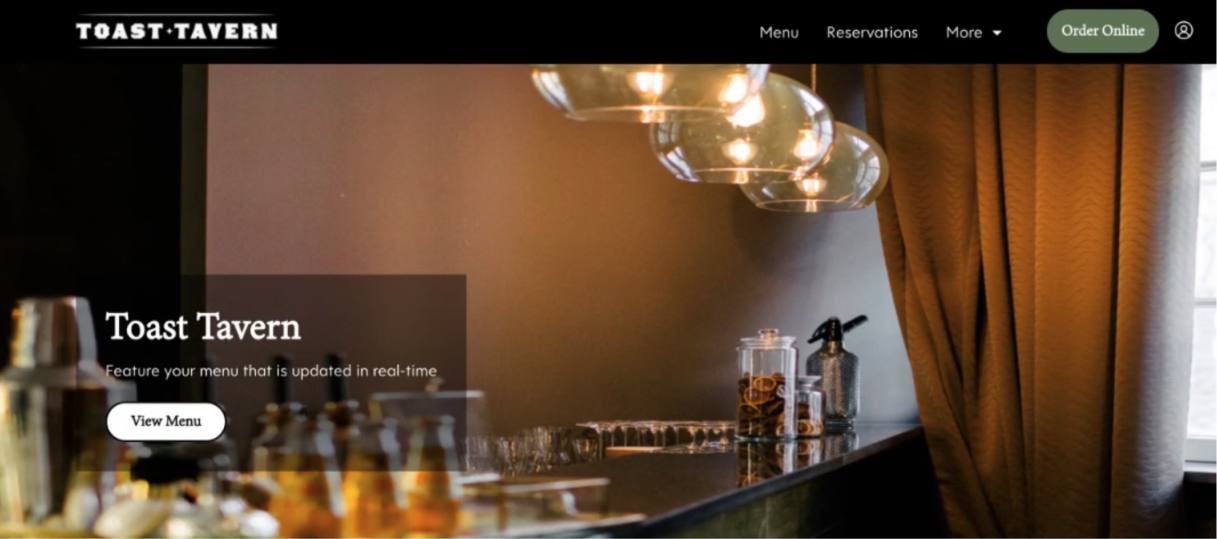 TOAST·TAVERN
Menu
Reservations
More
Order Online
Toast Tavern
Feature your menu that is updated in real-time
View Menu